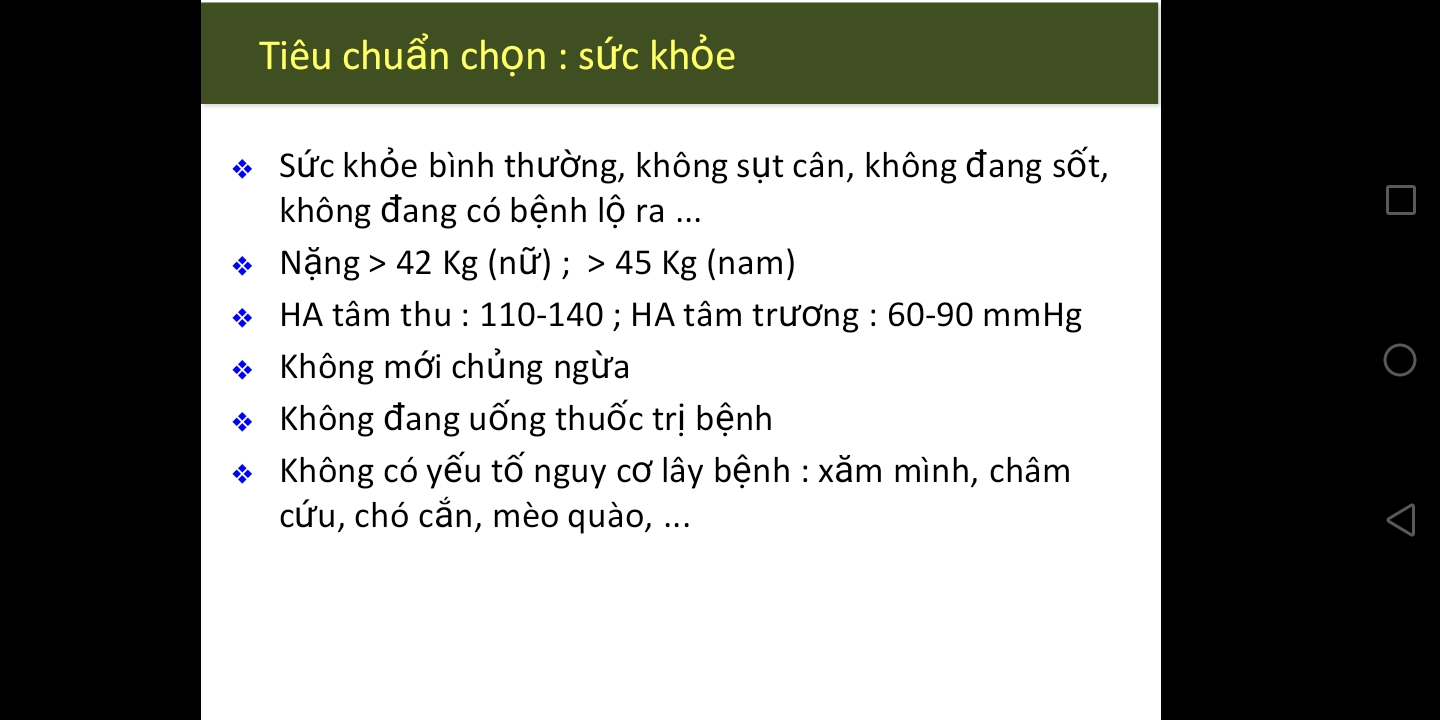 Tiêu chuẩn chọn : sức khỏe
Sức khỏe bình thường, không sụt cân, không đang sốt,
không đang có bệnh lộ ra ...
Nặng > 42 Kg (nữ) ;  > 45 Kg (nam)
HA tâm thu : 110-140 ; HA tâm trương : 60-90 mmHg
Không mới chủng ngừa
Không đang uống thuốc trị bệnh
Không có yếu tố nguy cơ lây bệnh : xăm mình, châm
cứu, chó cắn, mèo quào, ...